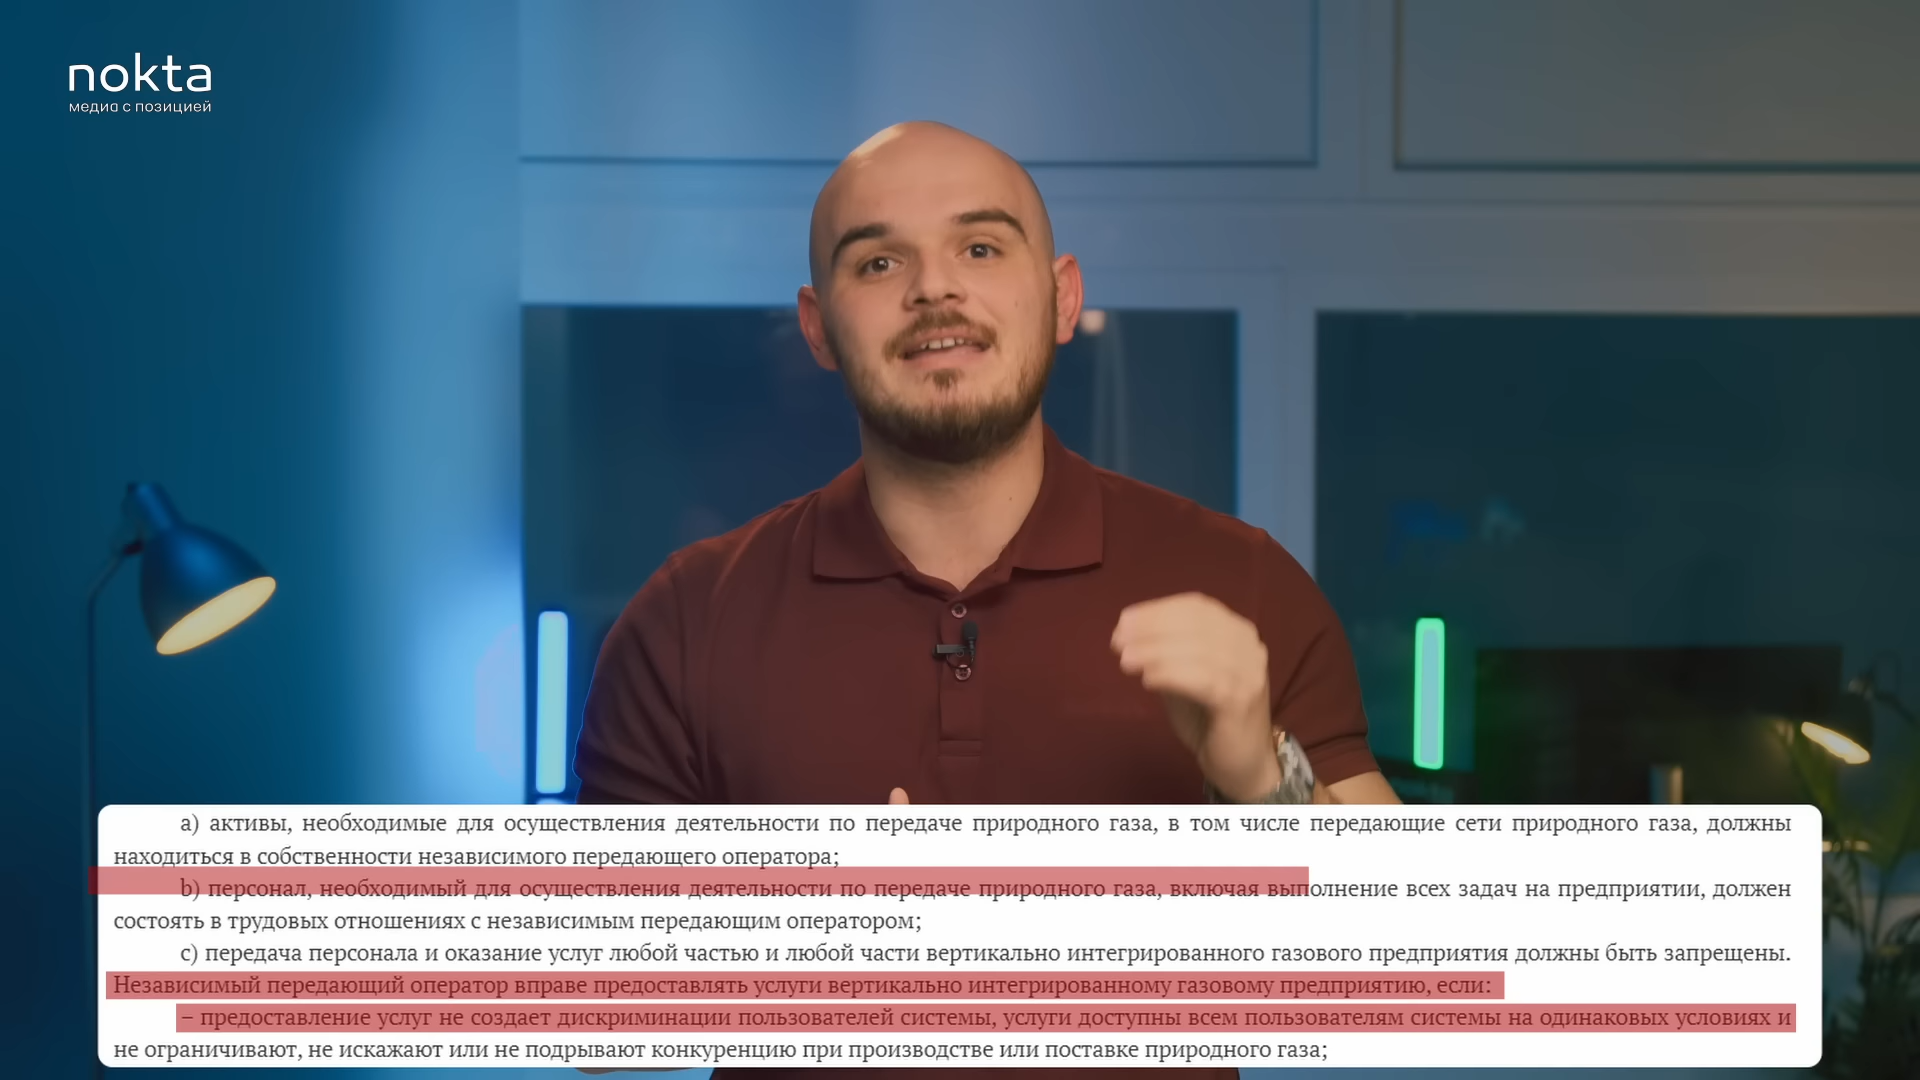 nokta
медиа с позицией
a) активы, необходимые для осуществления деятельности по передаче природного газа, в том числе передающие сети природного газа, должны
находиться в собственности независимого передающего оператора;
b) персонал, необходимый для осуществления деятельности по передаче природного газа, включая выполнение всех задач на предприятии, должен
состоять в трудовых отношениях с независимым передающим оператором;
c) передача персонала и оказание услуг любой частью и любой части вертикально интегрированного газового предприятия должны быть запрещены.
Независимый передающий оператор вправе предоставлять услуги вертикально интегрированному газовому предприятию, если:
– предоставление услуг не создает дискриминации пользователей системы, услуги доступны всем пользователям системы на одинаковых условиях и
не ограничивают, не искажают или не подрывают конкуренцию при производстве или поставке природного газа;